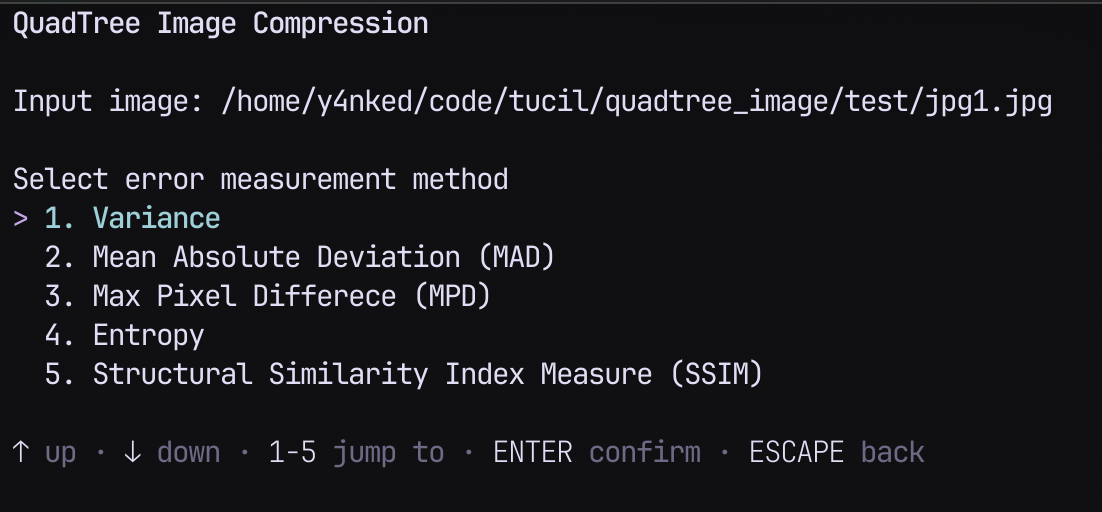 QuadTree Image Compression
Input image: /home/y4nked/code/tucil/quadtree_image/test/jpg1.jpg
Select error measurement method
> 1. Variance
2. Mean Absolute Deviation (MAD)
3. Max Pixel Differece (MPD)
4. Entropy
5. Structural Similarity Index Measure (SSIM)
↑ up · ↓ down · 1-5 jump to · ENTER confirm · ESCAPE back